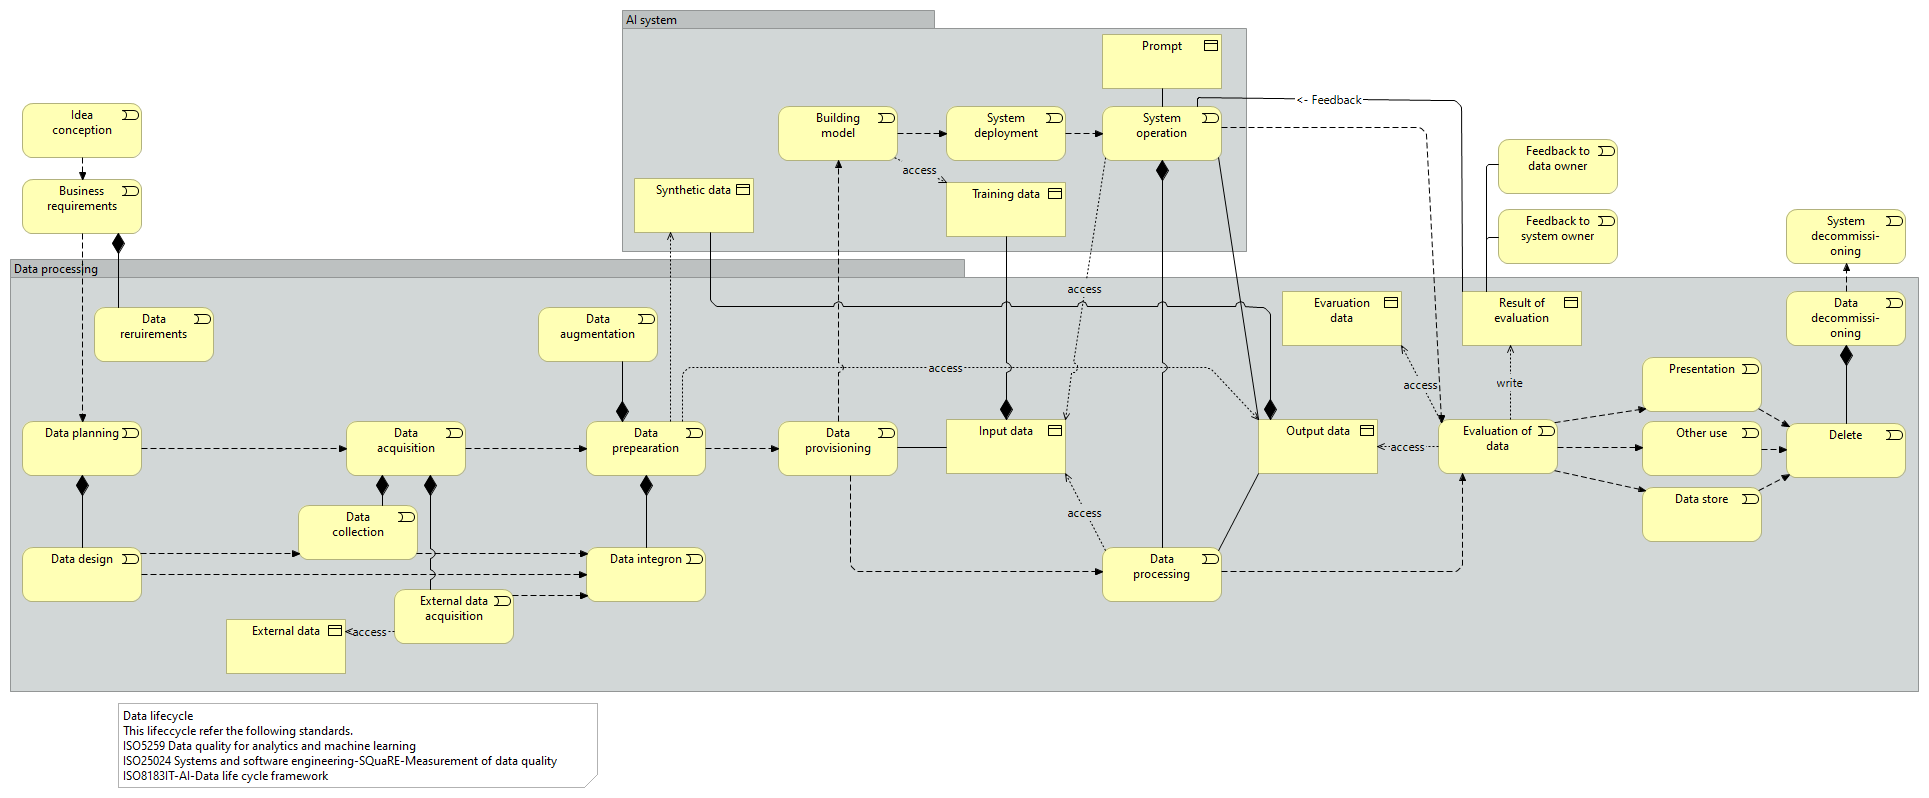 AI system
Prompt
<- Feedback
Idea
conception
Building
model
System
deployment
System
operation
Feedback to
data owner
access
Business
requirements
Synthetic data
Training data
Feedback to
system owner
System
decommissi-
oning
Data processing
access
Data
reruirements
Data
augmentation
Evaruation
data
Result of
evaluation
Data
decommissi-
oning
access
access
write
Presentation
Data planning
Data
acquisition
Data
prepearation
Data
provisioning
Input data
Output data
access
Evaluation of
data
Other use
Delete
Data store
Data
collection
access
Data design
Data integron
Data
processing
External data
acquisition
External data
access
Data lifecycle
This lifeccycle refer the following standards.
ISO5259 Data quality for analytics and machine learning
ISO25024 Systems and software engineering-SQuaRE-Measurement of data quality
ISO8183IT-AI-Data life cycle framework